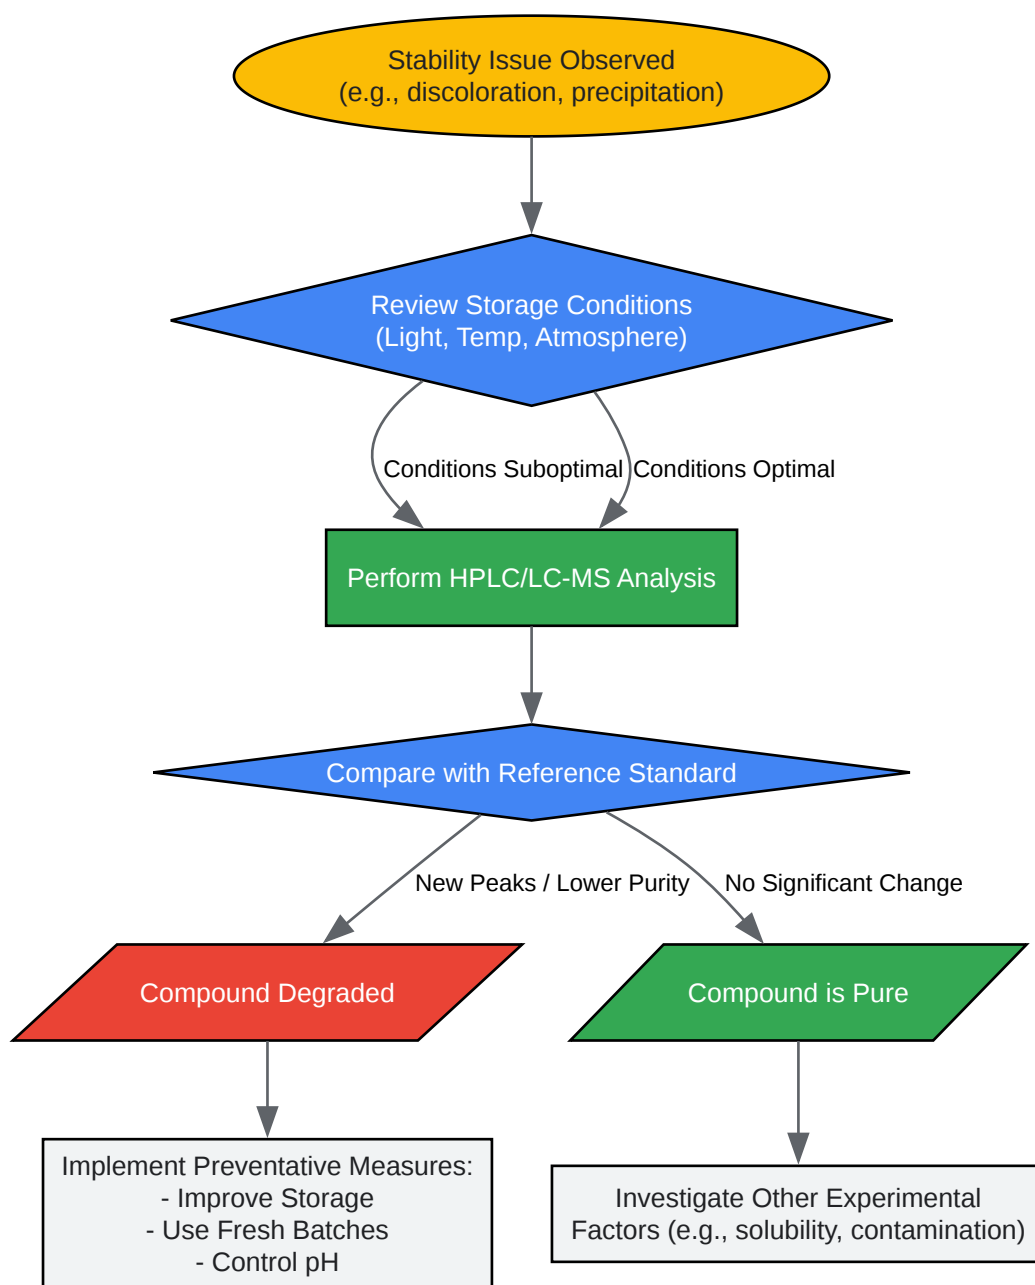 Stability Issue Observed
(e.g., discoloration, precipitation)
Review Storage Conditions
(Light, Temp, Atmosphere)
Conditions Suboptimal
Conditions Optimal
Perform HPLC/LC-MS Analysis
Compare with Reference Standard
New Peaks / Lower Purity
No Significant Change
Compound Degraded
Compound is Pure
Implement Preventative Measures:
- Improve Storage
- Use Fresh Batches
- Control pH
Investigate Other Experimental
Factors (e.g., solubility, contamination)